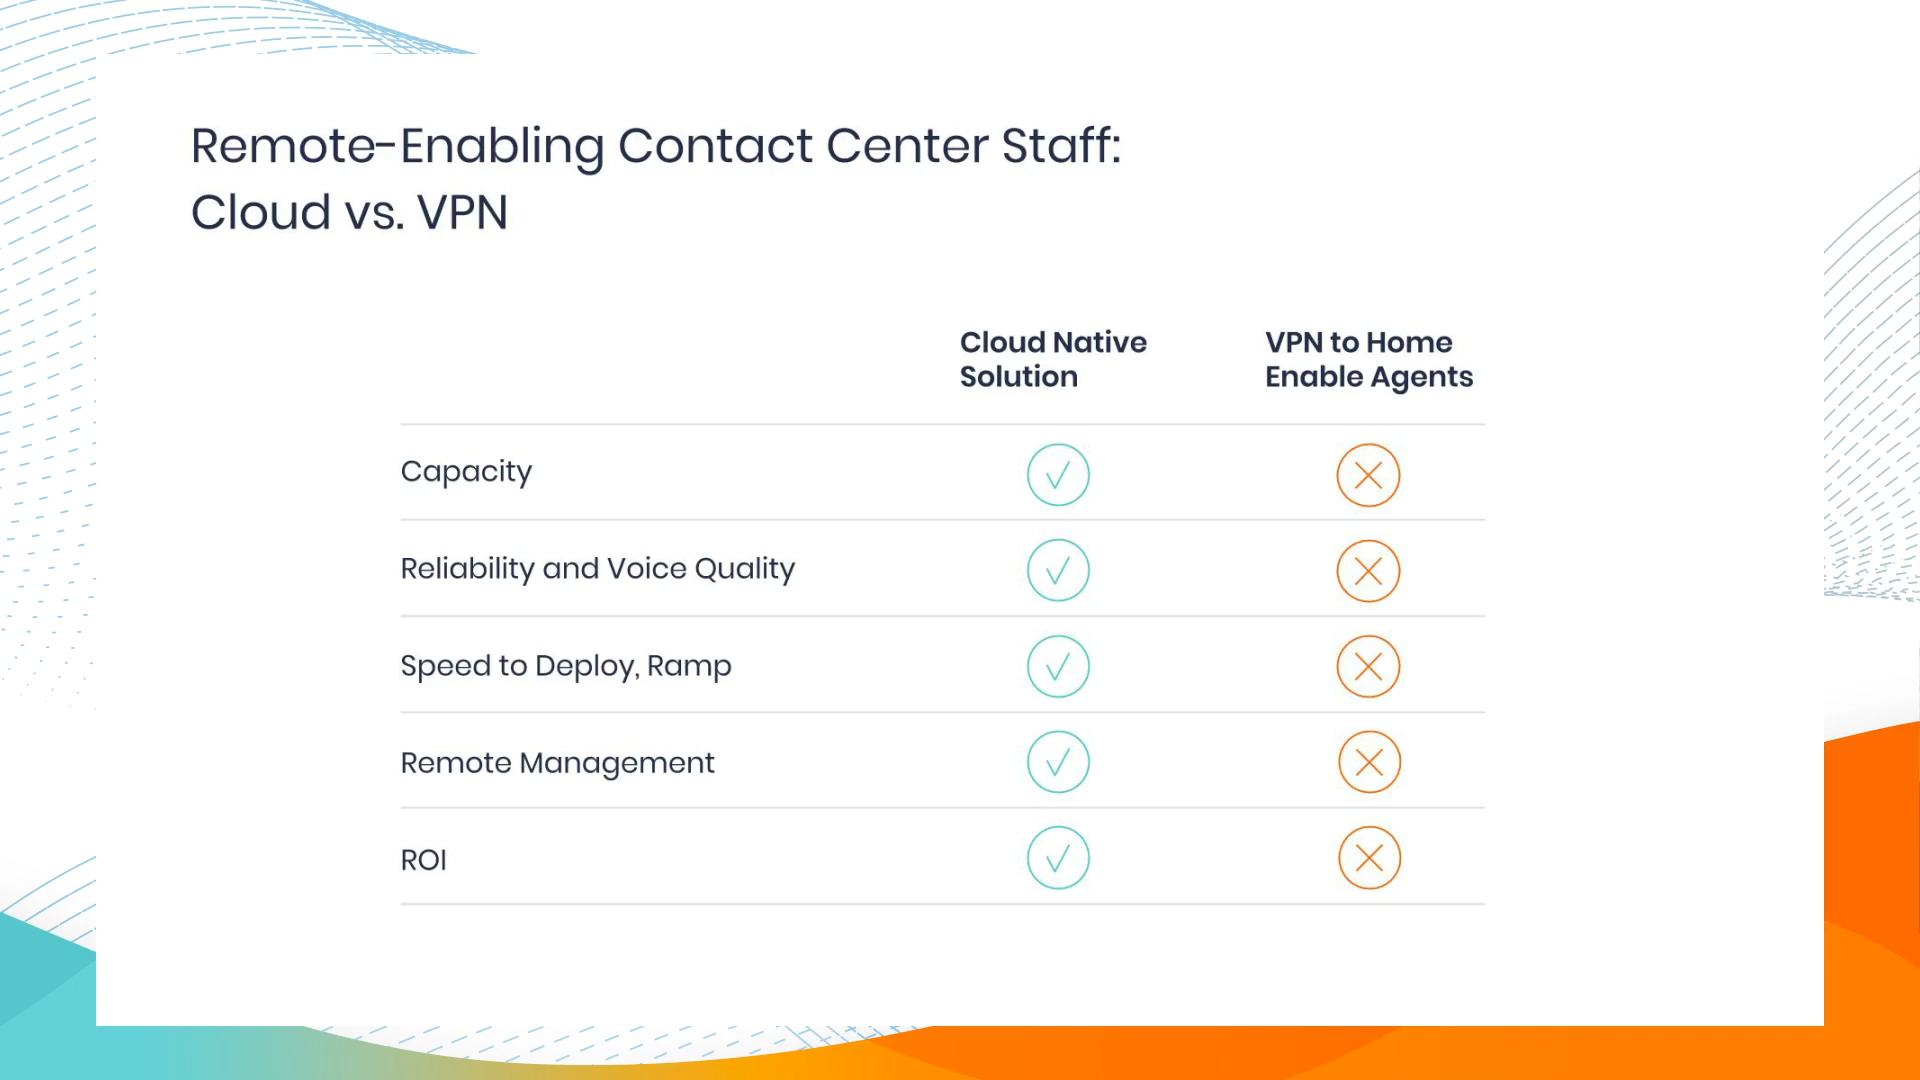 Remote-Enabling Contact Center Staff:
Cloud vs. VPN
Cloud Native
Solution
VPN to Home
Enable Agents
Capacity
Reliability and Voice Quality
Speed to Deploy, Ramp
Remote Management
ROI